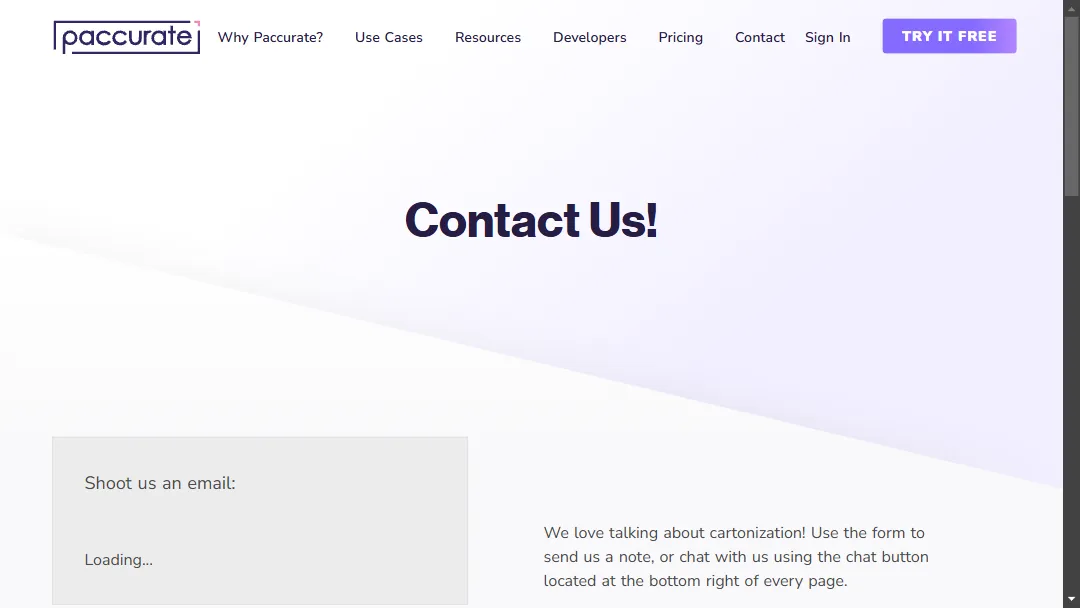 paccurate
Why Paccurate?
Use Cases
Resources
Developers
Pricing
Contact
Sign In
TRY IT FREE
Contact Us!
Shoot us an email:
Loading...
We love talking about cartonization! Use the form to
send us a note, or chat with us using the chat button
located at the bottom right of every page.